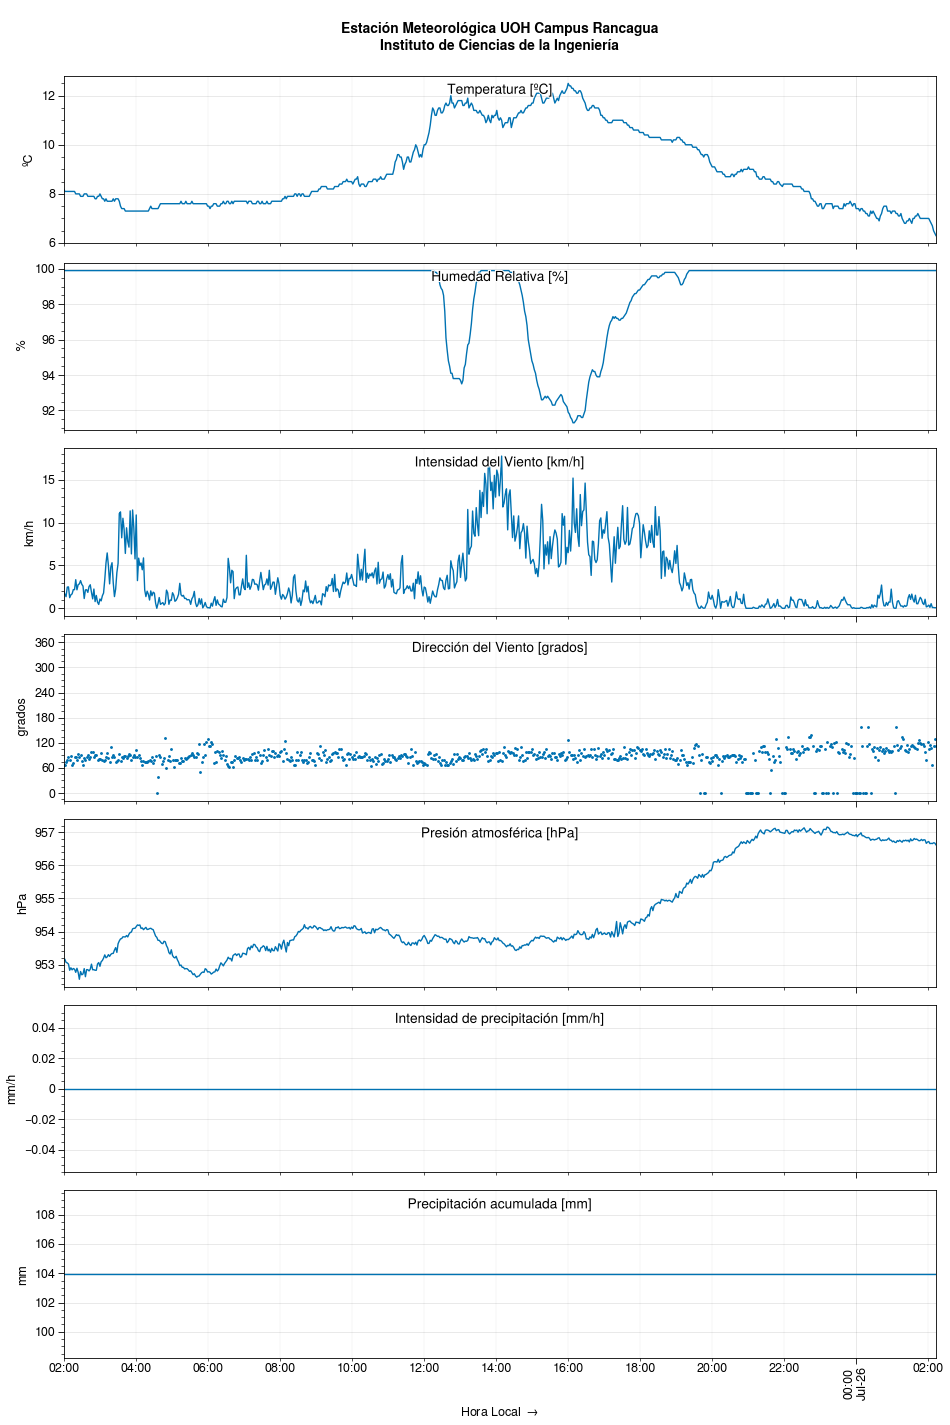 Estación Meteorológica UOH Campus Rancagua
Instituto de Ciencias de la Ingeniería
Temperatura [ºC]
ºC
12
10
8
6
Humedad Relativa [%]
%
100
98
96
94
92
Intensidad del Viento [km/h]
km/h
15
10
5
0
Dirección del Viento [grados]
grados
360
300
240
180
120
60
0
Presión atmosférica [hPa]
hPa
957
956
955
954
953
Intensidad de precipitación [mm/h]
mm/h
0.04
0.02
0
−0.02
−0.04
Precipitación acumulada [mm]
mm
108
106
104
102
100
02:00 04:00 06:00 08:00 10:00 12:00 14:00 16:00 18:00 20:00 22:00 00:00 02:00
Jul-26
Hora Local →